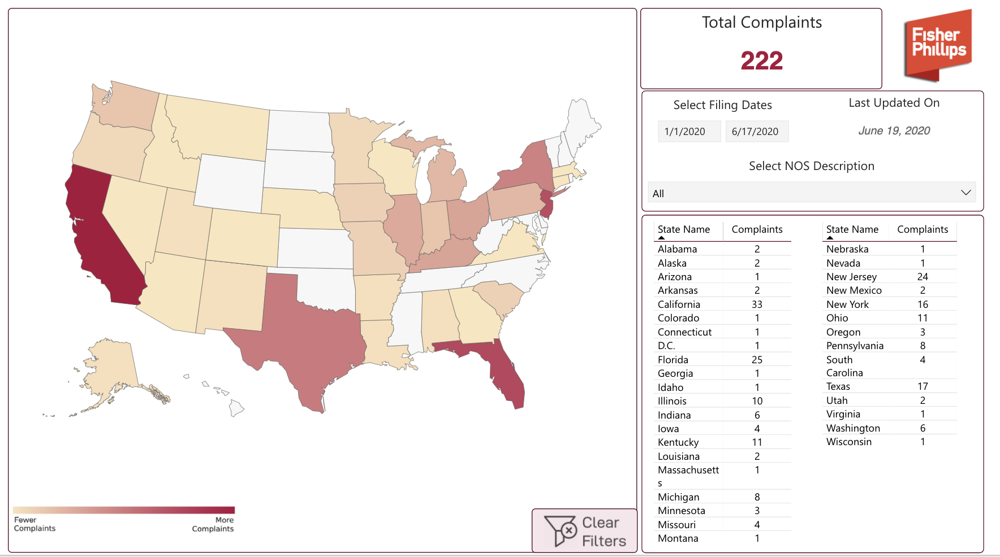 Total Complaints
222
Fisher
Phillips
Select Filing Dates
1/1/2020
6/17/2020
Last Updated On
June 19, 2020
Select NOS Description
All
State Name Complaints
Alabama 2
Alaska 2
Arizona 1
Arkansas 2
California 33
Colorado 1
Connecticut 1
D.C. 1
Florida 25
Georgia 1
Idaho 1
Illinois 10
Indiana 6
Iowa 4
Kentucky 11
Louisiana 2
Massachusett 1
s
Michigan 8
Minnesota 3
Missouri 4
Montana 1
State Name Complaints
Nebraska 1
Nevada 1
New Jersey 24
New Mexico 2
New York 16
Ohio 11
Oregon 3
Pennsylvania 8
South 4
Carolina
Texas 17
Utah 2
Virginia 1
Washington 6
Wisconsin 1
Fewer
Complaints
More
Complaints
Clear
Filters